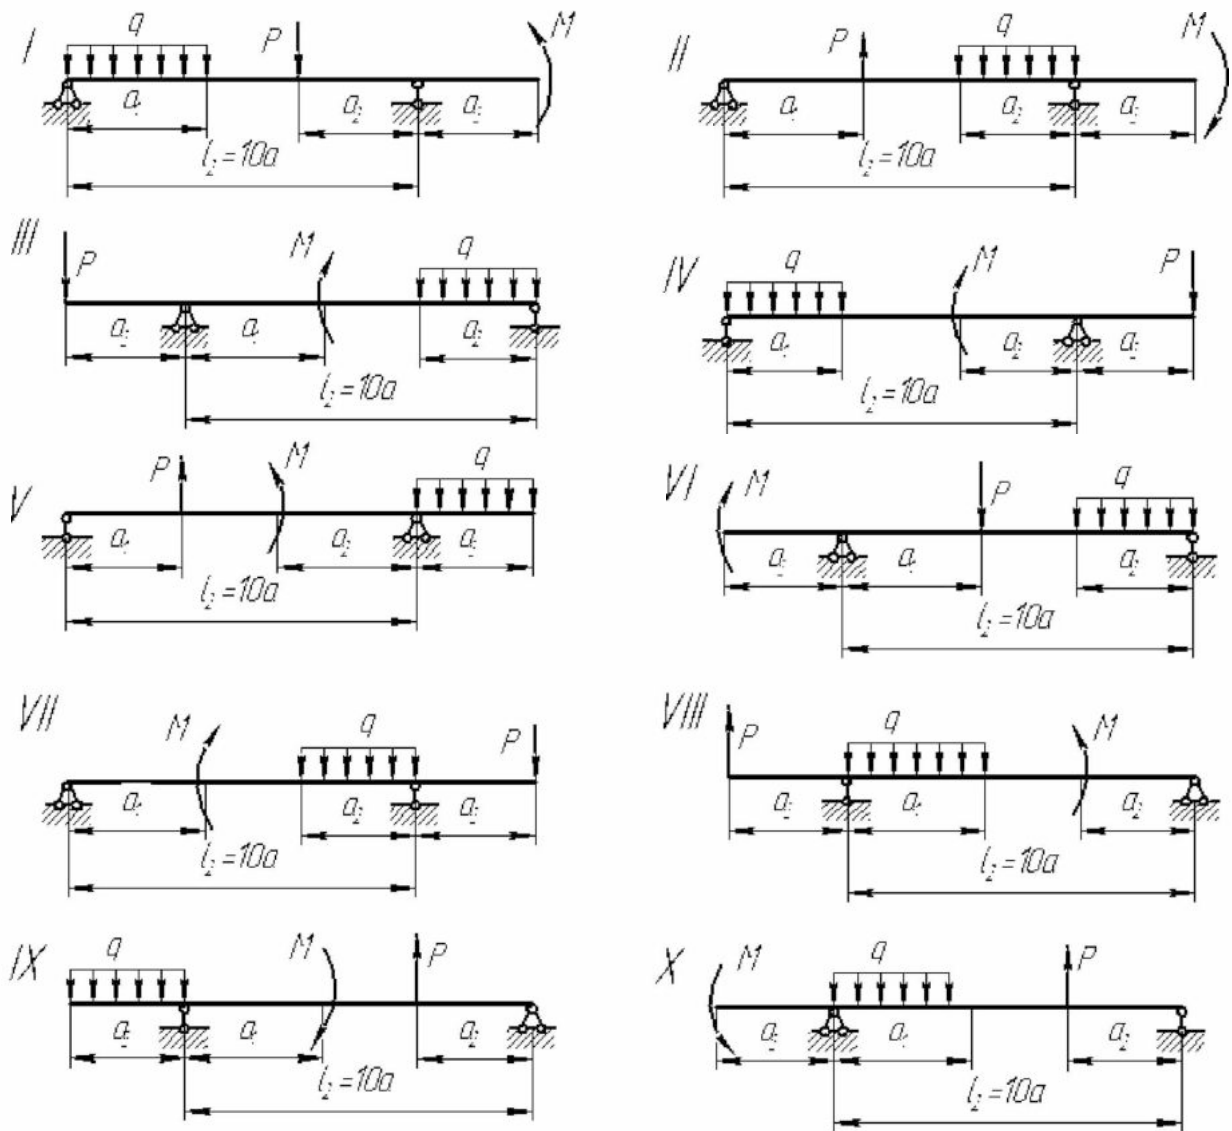 I q P M
a₁ a₂ a₃
l₂=10a
II P q M
a₁ a₂ a₃
l₂=10a
III P M q
a₃ a₁ a₂
l₂=10a
IV q M P
a₁ a₂ a₃
l₂=10a
V P M q
a₁ a₂ a₃
l₂=10a
VI M P q
a₃ a₁ a₂
l₂=10a
VII M q P
a₁ a₂ a₃
l₂=10a
VIII P q M
a₃ a₁ a₂
l₂=10a
IX q M P
a₃ a₁ a₂
l₂=10a
X M q P
a₃ a₁ a₂
l₂=10a